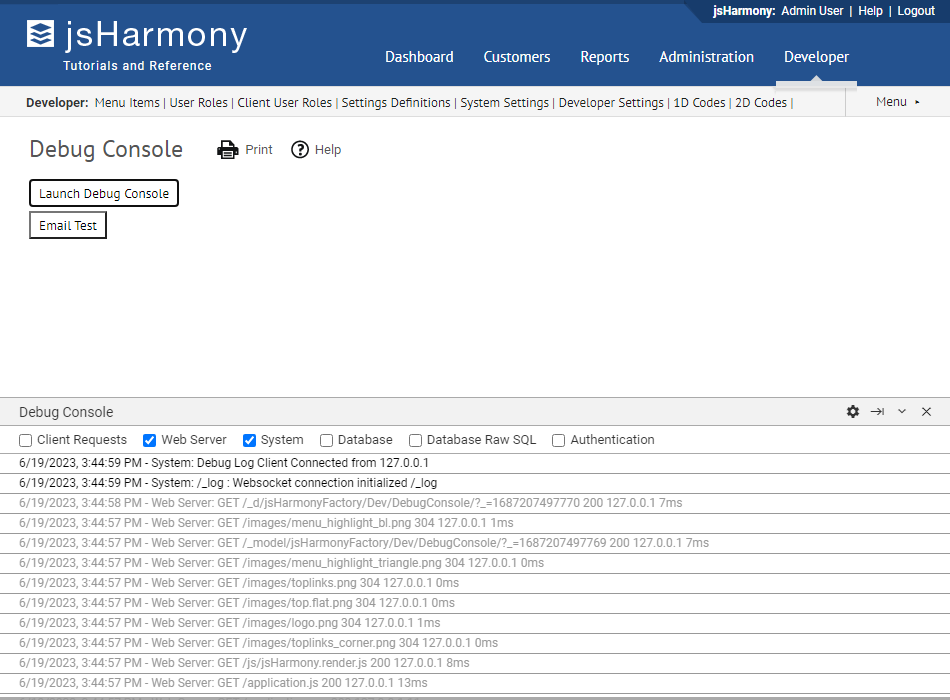 jsHarmony: Admin User | Help | Logout
jsHarmony
Tutorials and Reference
Dashboard Customers Reports Administration Developer
Developer: Menu Items | User Roles | Client User Roles | Settings Definitions | System Settings | Developer Settings | 1D Codes | 2D Codes | Menu ▸
Debug Console Print ? Help
Launch Debug Console
Email Test
Debug Console
Client Requests Web Server System Database Database Raw SQL Authentication
6/19/2023, 3:44:59 PM - System: Debug Log Client Connected from 127.0.0.1
6/19/2023, 3:44:59 PM - System: /_log : Websocket connection initialized /_log
6/19/2023, 3:44:58 PM - Web Server: GET /_d/jsHarmonyFactory/Dev/DebugConsole/?_=1687207497770 200 127.0.0.1 7ms
6/19/2023, 3:44:57 PM - Web Server: GET /images/menu_highlight_bl.png 304 127.0.0.1 1ms
6/19/2023, 3:44:57 PM - Web Server: GET /_model/jsHarmonyFactory/Dev/DebugConsole/?_=1687207497769 200 127.0.0.1 7ms
6/19/2023, 3:44:57 PM - Web Server: GET /images/menu_highlight_triangle.png 304 127.0.0.1 0ms
6/19/2023, 3:44:57 PM - Web Server: GET /images/toplinks.png 304 127.0.0.1 0ms
6/19/2023, 3:44:57 PM - Web Server: GET /images/top.flat.png 304 127.0.0.1 0ms
6/19/2023, 3:44:57 PM - Web Server: GET /images/logo.png 304 127.0.0.1 1ms
6/19/2023, 3:44:57 PM - Web Server: GET /images/toplinks_corner.png 304 127.0.0.1 0ms
6/19/2023, 3:44:57 PM - Web Server: GET /js/jsHarmony.render.js 200 127.0.0.1 8ms
6/19/2023, 3:44:57 PM - Web Server: GET /application.js 200 127.0.0.1 13ms